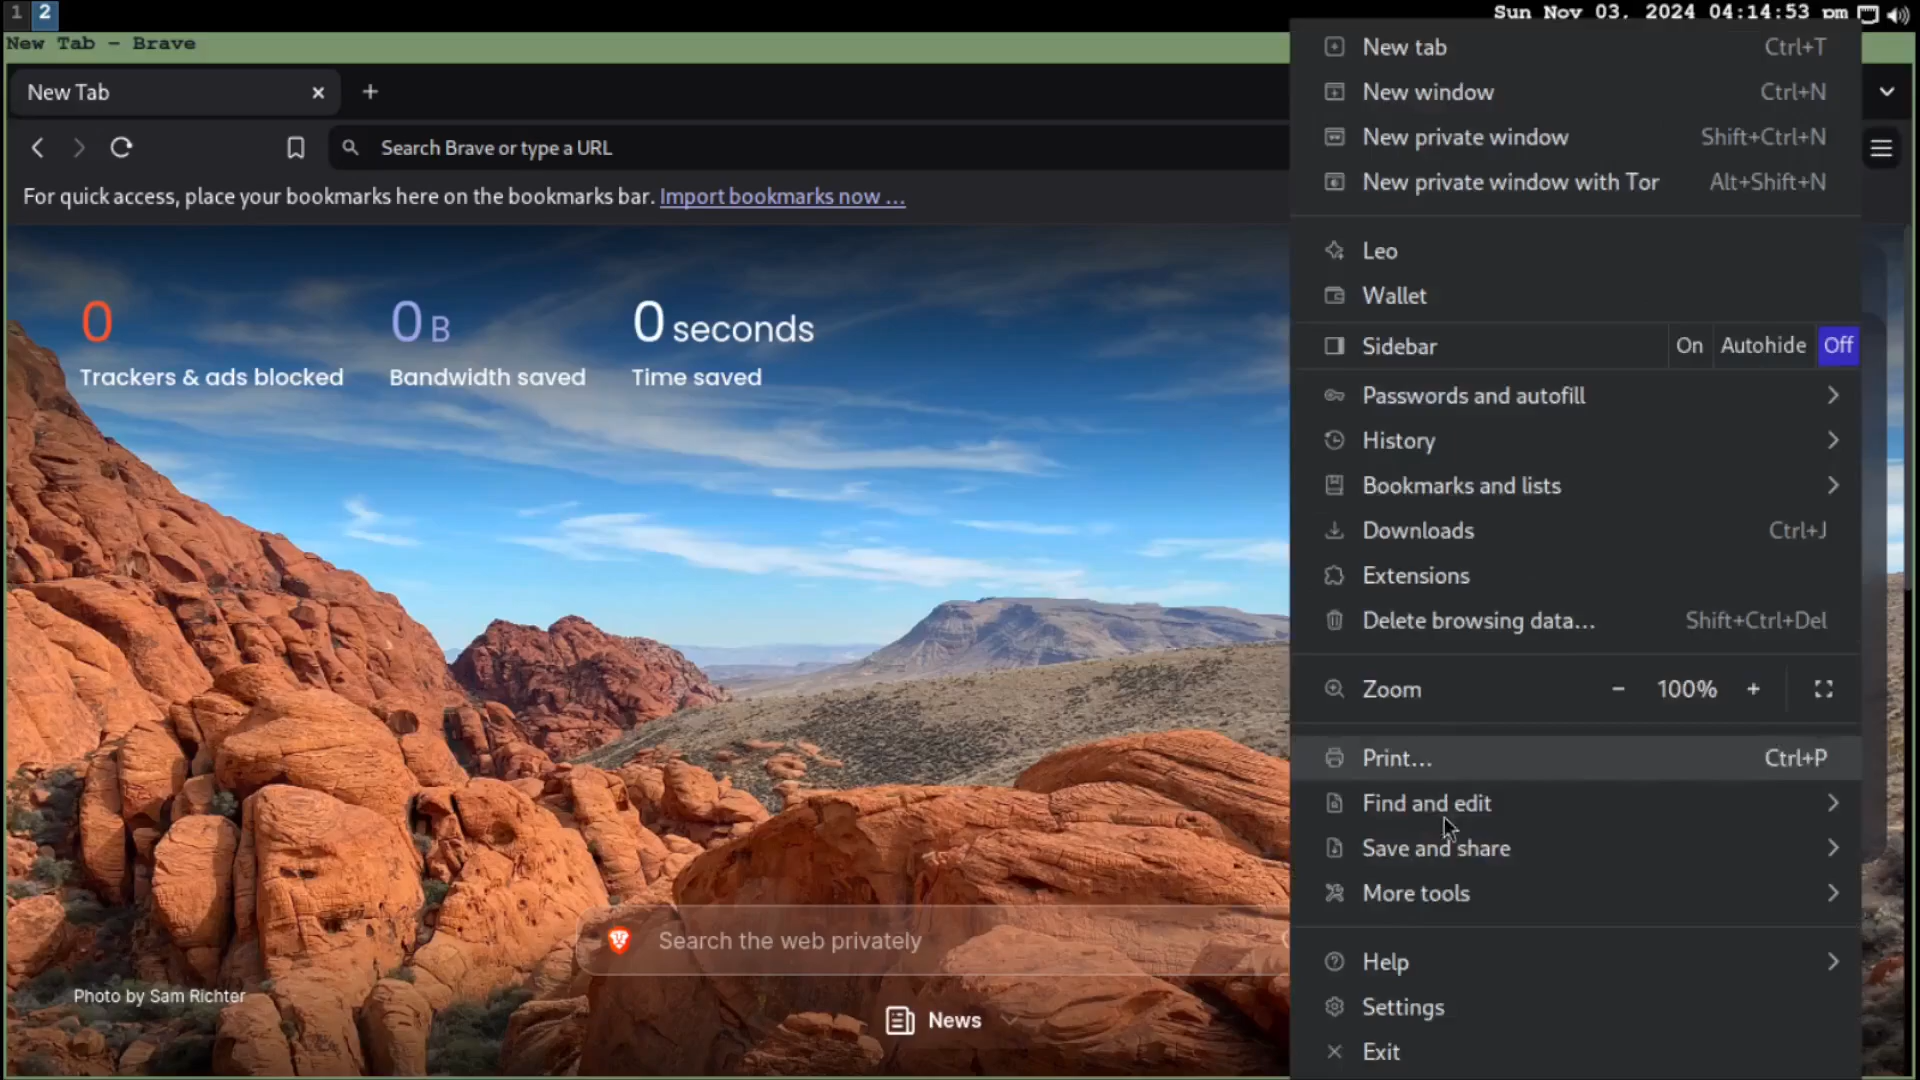 1 2
Sun Nov 03, 2024 04:14:53 pm
New Tab - Brave
New Tab
Search Brave or type a URL
For quick access, place your bookmarks here on the bookmarks bar. Import bookmarks now ...
0
Trackers & ads blocked
0 B
Bandwidth saved
0 seconds
Time saved
Search the web privately
Photo by Sam Richter
News
New tab Ctrl+T
New window Ctrl+N
New private window Shift+Ctrl+N
New private window with Tor Alt+Shift+N
Leo
Wallet
Sidebar On Autohide Off
Passwords and autofill
History
Bookmarks and lists
Downloads Ctrl+J
Extensions
Delete browsing data... Shift+Ctrl+Del
Zoom - 100% +
Print... Ctrl+P
Find and edit
Save and share
More tools
Help
Settings
Exit